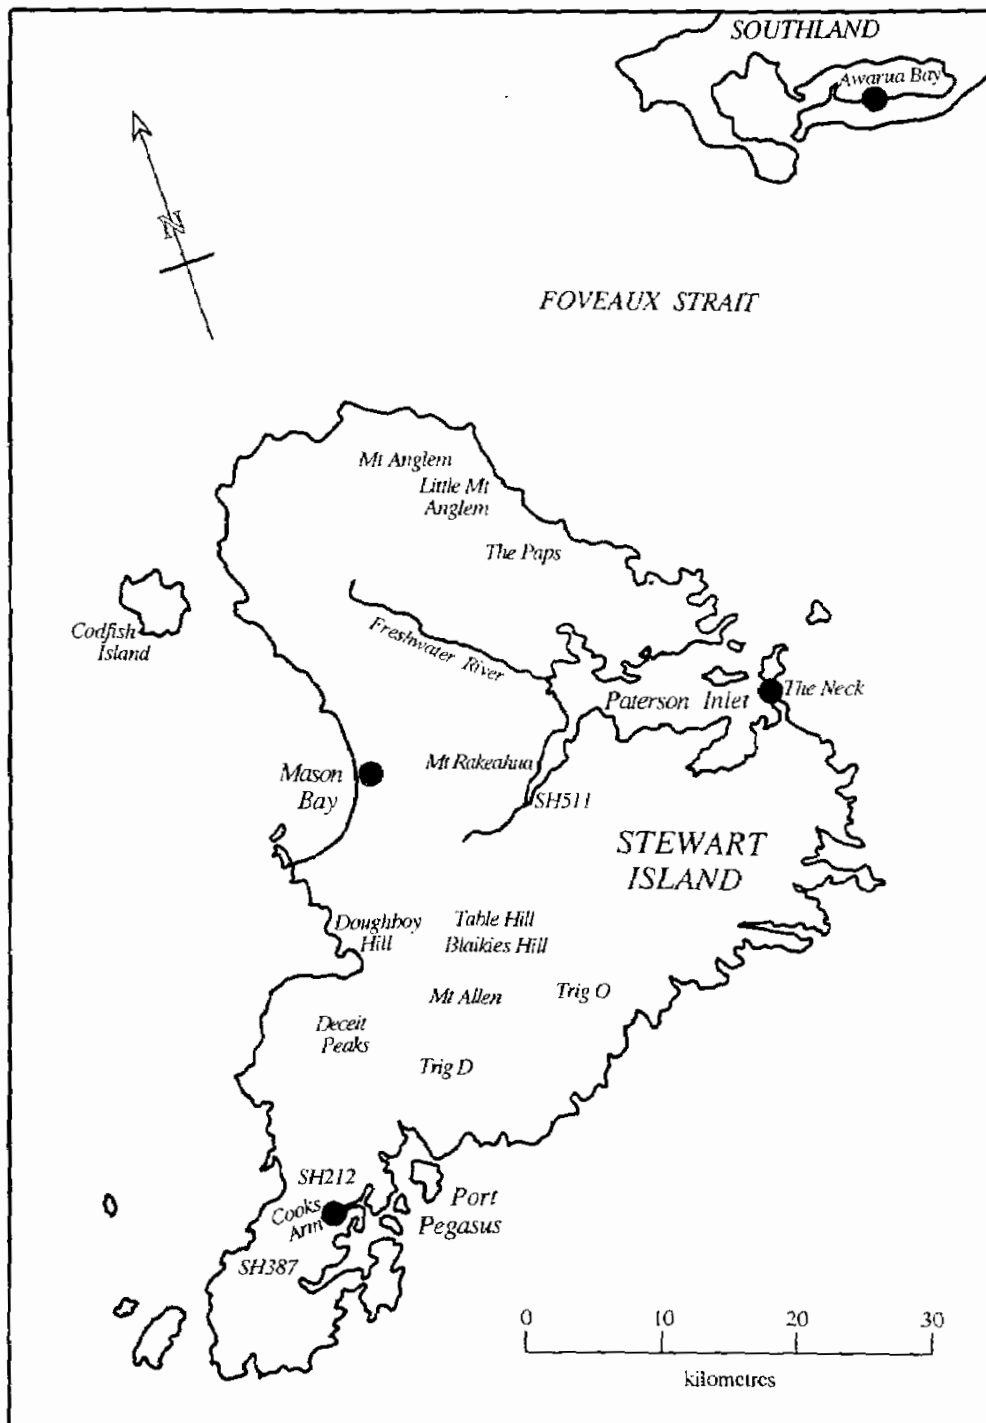 SOUTHLAND
Awarua Bay
N
FOVEAUX STRAIT
Mt Anglem
Little Mt
Anglem
The Paps
Codfish
Island
Freshwater River
Paterson Inlet
The Neck
Mason
Bay
Mt Rakeahua
SH511
STEWART
ISLAND
Doughboy
Hill
Table Hill
Blaikies Hill
Mt Allen
Trig O
Deceit
Peaks
Trig D
SH212
Cooks
Arm
Port
Pegasus
SH387
0 10 20 30
kilometres